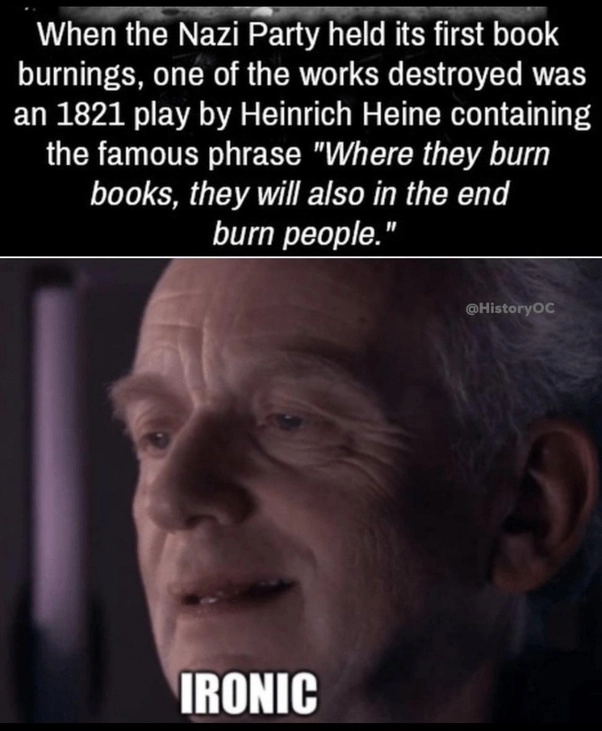 When the Nazi Party held its first book
burnings, one of the works destroyed was
an 1821 play by Heinrich Heine containing
the famous phrase "Where they burn
books, they will also in the end
burn people."
@HistoryOC
IRONIC